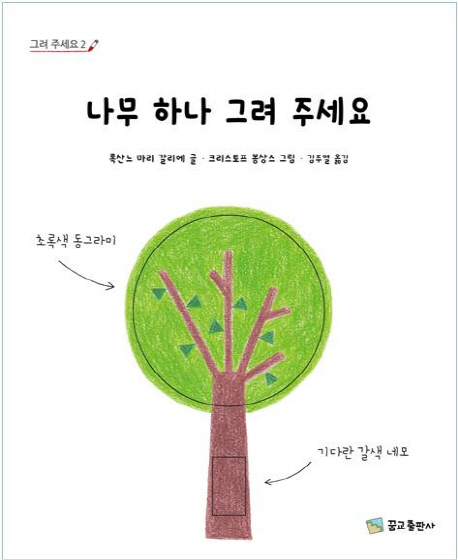 그려 주세요 2
나무 하나 그려 주세요
록산느 마리 갈리에 글 · 크리스토프 봉상스 그림 · 김주열 옮김
초록색 동그라미
기다란 갈색 네모
꿈교출판사